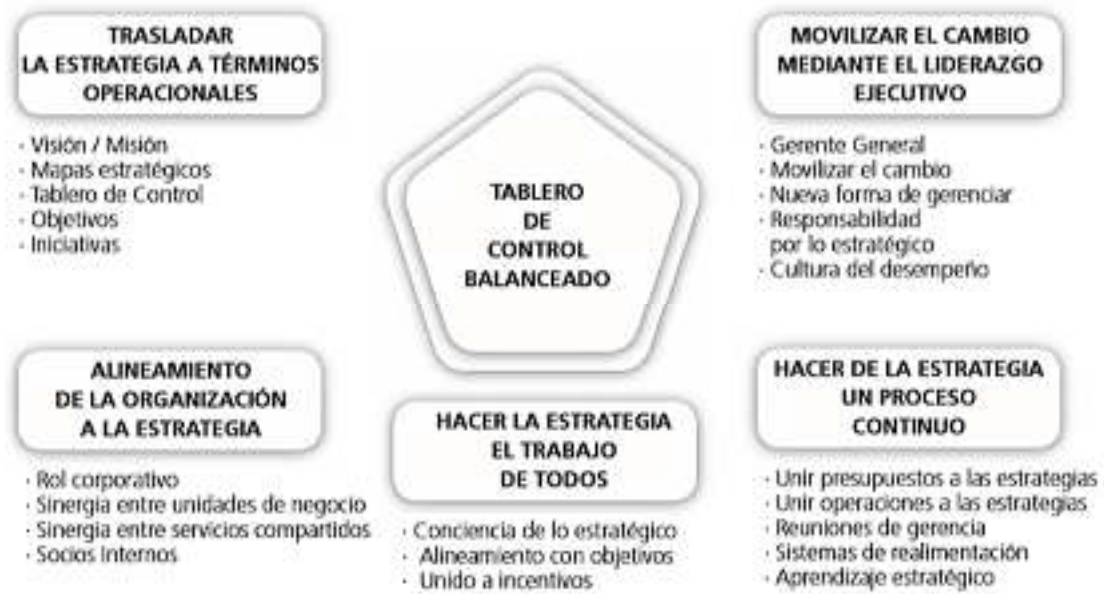 TRASLADAR
LA ESTRATEGIA A TÉRMINOS
OPERACIONALES
· Visión / Misión
· Mapas estratégicos
· Tablero de Control
· Objetivos
· Iniciativas
MOVILIZAR EL CAMBIO
MEDIANTE EL LIDERAZGO
EJECUTIVO
· Gerente General
· Movilizar el cambio
· Nueva forma de gerenciar
· Responsabilidad
por lo estratégico
· Cultura del desempeño
TABLERO
DE
CONTROL
BALANCEADO
ALINEAMIENTO
DE LA ORGANIZACIÓN
A LA ESTRATEGIA
· Rol corporativo
· Sinergia entre unidades de negocio
· Sinergia entre servicios compartidos
· Socios Internos
HACER LA ESTRATEGIA
EL TRABAJO
DE TODOS
· Conciencia de lo estratégico
· Alineamiento con objetivos
· Unido a incentivos
HACER DE LA ESTRATEGIA
UN PROCESO
CONTINUO
· Unir presupuestos a las estrategias
· Unir operaciones a las estrategias
· Reuniones de gerencia
· Sistemas de realimentación
· Aprendizaje estratégico